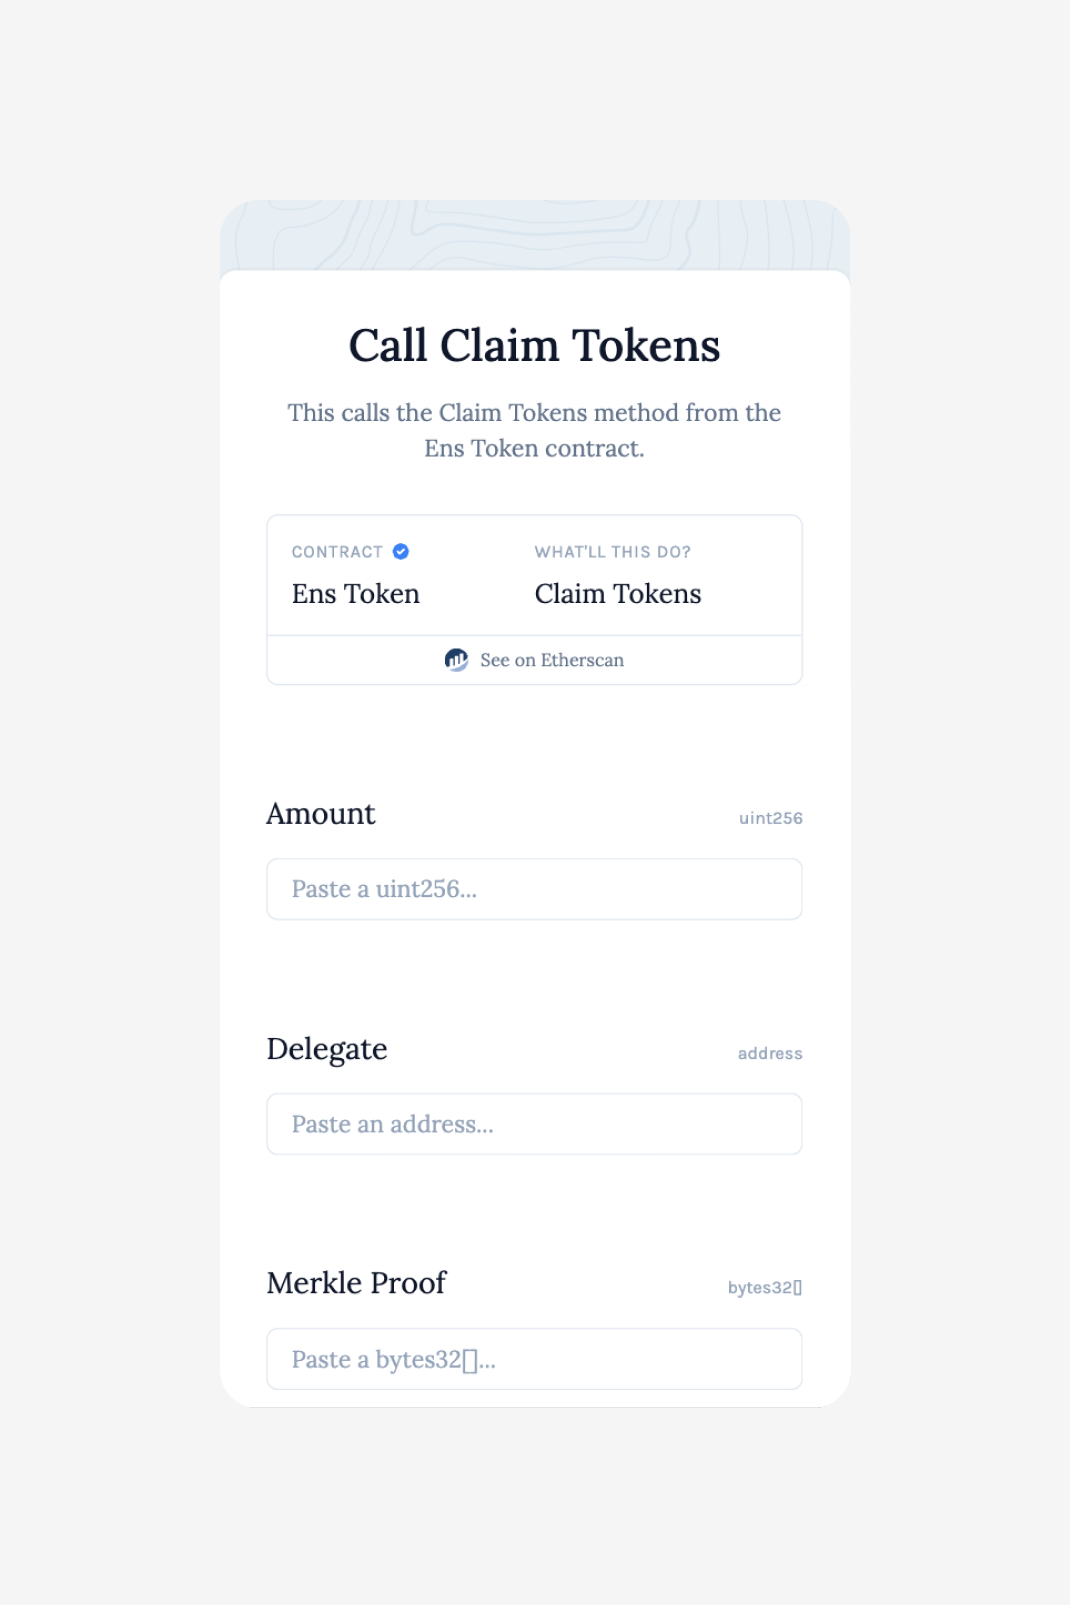 Call Claim Tokens
This calls the Claim Tokens method from the
Ens Token contract.
CONTRACT
WHAT'LL THIS DO?
Ens Token
Claim Tokens
See on Etherscan
Amount
uint256
Paste a uint256...
Delegate
address
Paste an address...
Merkle Proof
bytes32[]
Paste a bytes32[]...